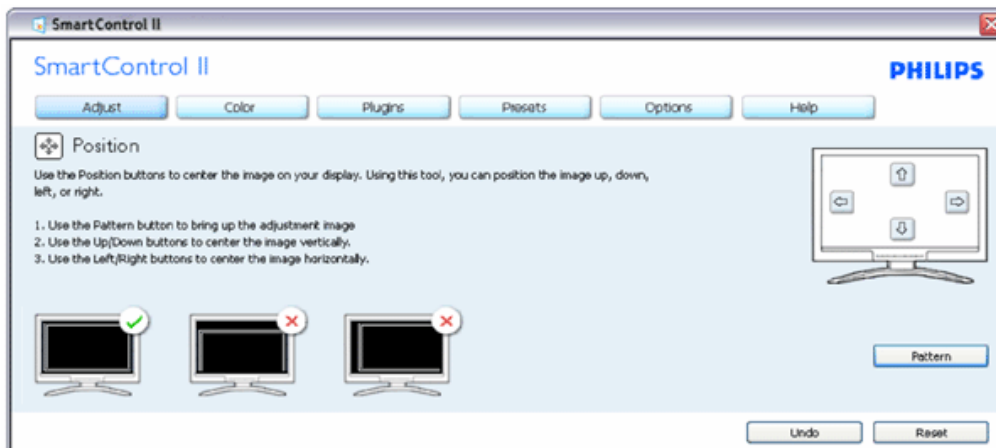 SmartControl II
SmartControl II
PHILIPS
Adjust Color Plugins Presets Options Help
Position
Use the Position buttons to center the image on your display. Using this tool, you can position the image up, down,
left, or right.
1. Use the Pattern button to bring up the adjustment image
2. Use the Up/Down buttons to center the image vertically.
3. Use the Left/Right buttons to center the image horizontally.
Pattern
Undo Reset